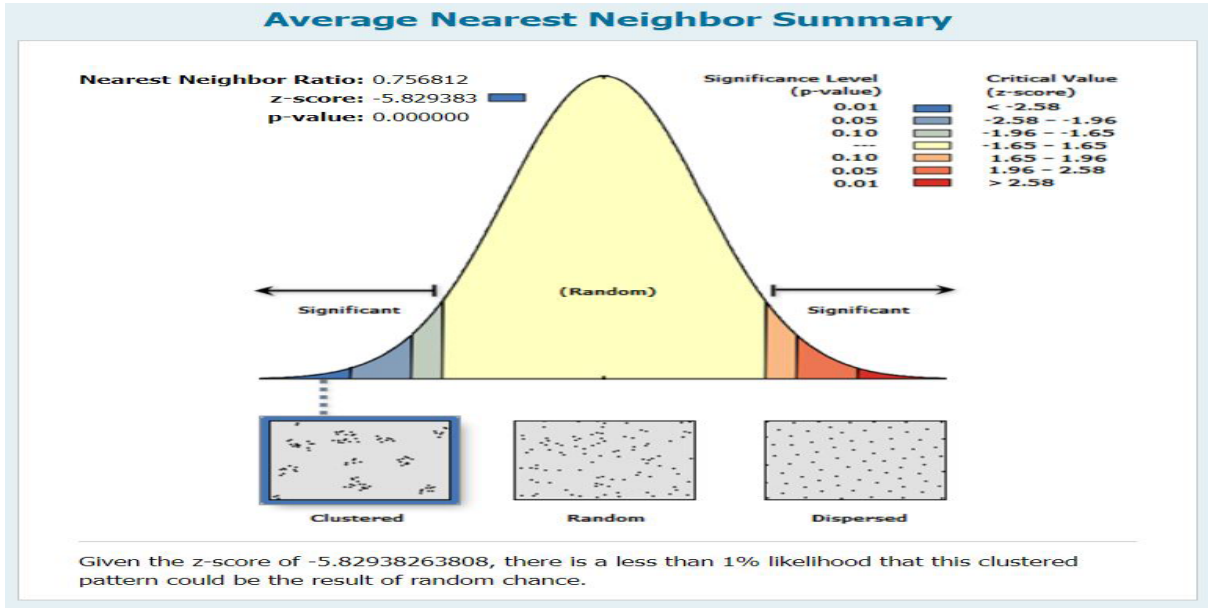 Average Nearest Neighbor Summary
Nearest Neighbor Ratio: 0.756812
z-score: -5.829383
p-value: 0.000000
Significance Level (p-value) Critical Value (z-score)
0.01 < -2.58
0.05 -2.58 – -1.96
0.10 -1.96 – -1.65
--- -1.65 – 1.65
0.10 1.65 – 1.96
0.05 1.96 – 2.58
0.01 > 2.58
(Random)
Significant Significant
Clustered Random Dispersed
Given the z-score of -5.82938263808, there is a less than 1% likelihood that this clustered
pattern could be the result of random chance.